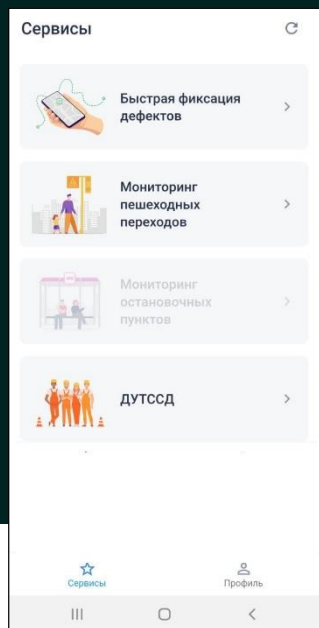 Сервисы
Быстрая фиксация
дефектов
Мониторинг
пешеходных
переходов
Мониторинг
остановочных
пунктов
ДУТССД
Сервисы
Профиль